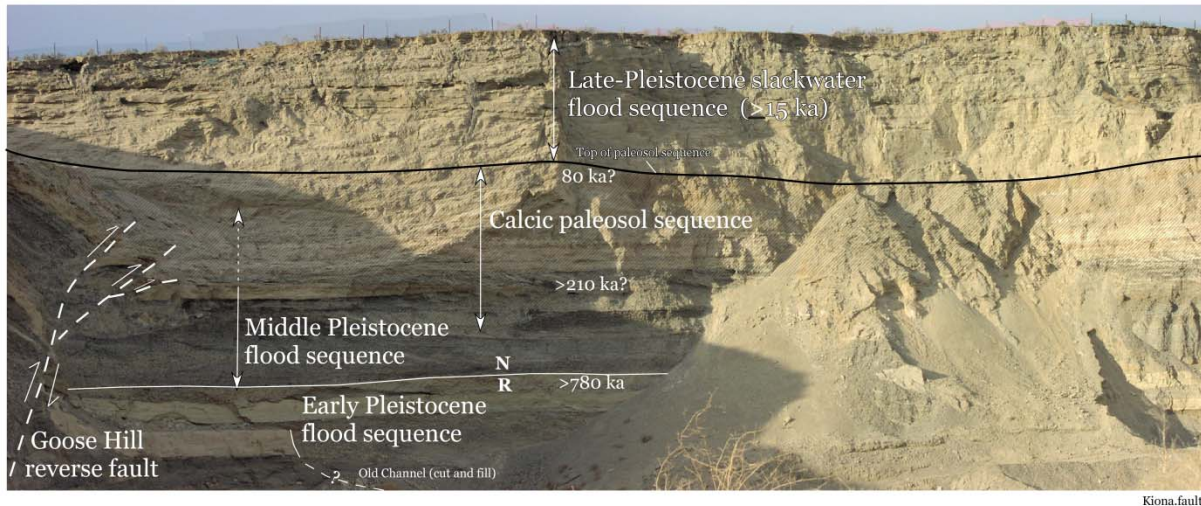 Late-Pleistocene slackwater
flood sequence (>15 ka)
Top of paleosol sequence
80 ka?
Calcic paleosol sequence
>210 ka?
Middle Pleistocene
flood sequence
N
R
>780 ka
Early Pleistocene
flood sequence
Goose Hill
reverse fault
?
Old Channel (cut and fill)
Kiona.fault